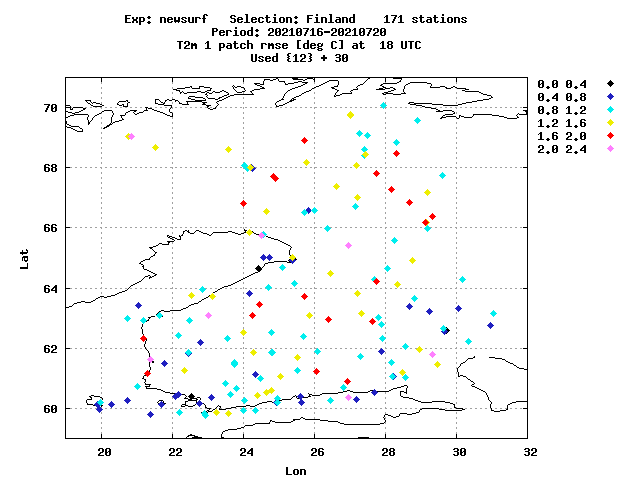 Exp: newsurf   Selection: Finland    171 stations
Period: 20210716-20210720
T2m 1 patch rmse [deg C] at  18 UTC
Used {12} + 30
0.0 0.4
0.4 0.8
0.8 1.2
1.2 1.6
1.6 2.0
2.0 2.4
70
68
66
64
62
60
Lat
20 22 24 26 28 30 32
Lon